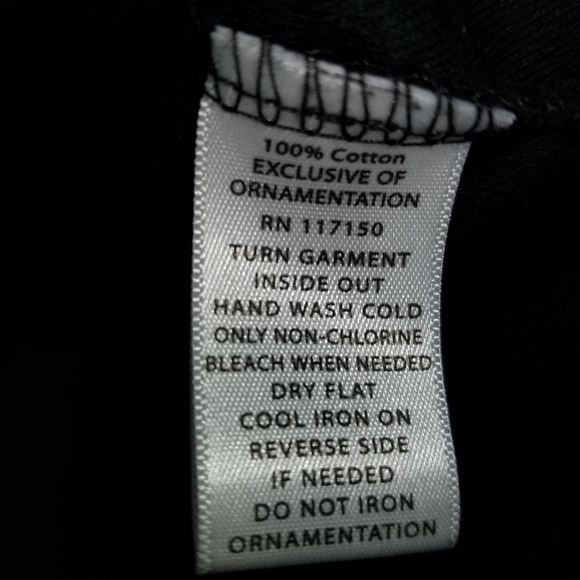 100% Cotton
EXCLUSIVE OF
ORNAMENTATION
RN 117150
TURN GARMENT
INSIDE OUT
HAND WASH COLD
ONLY NON-CHLORINE
BLEACH WHEN NEEDED
DRY FLAT
COOL IRON ON
REVERSE SIDE
IF NEEDED
DO NOT IRON
ORNAMENTATION